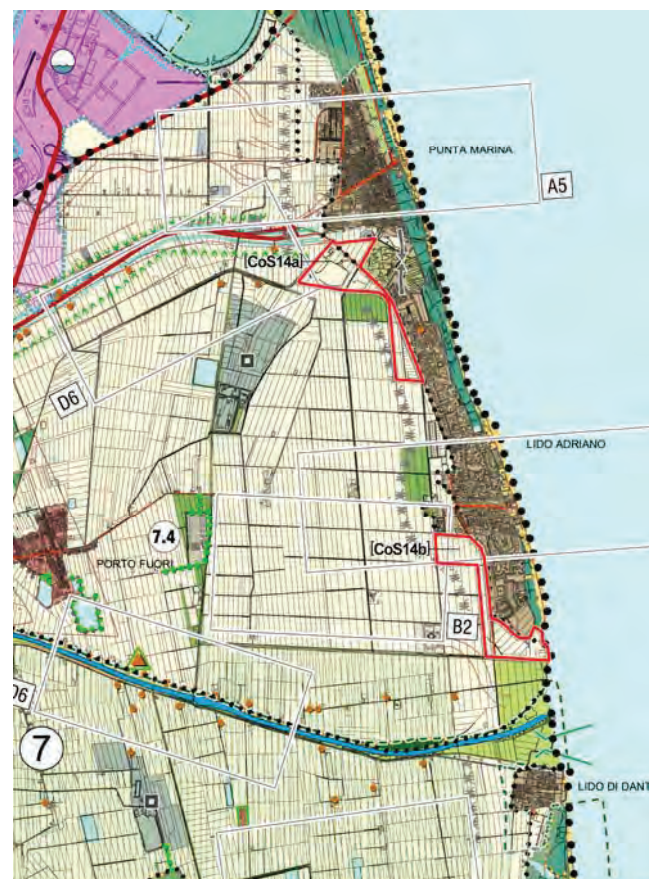 PUNTA MARINA
A5
[CoS14a]
D6
LIDO ADRIANO
7.4
[CoS14b]
PORTO FUORI
B2
D6
7
LIDO DI DANT